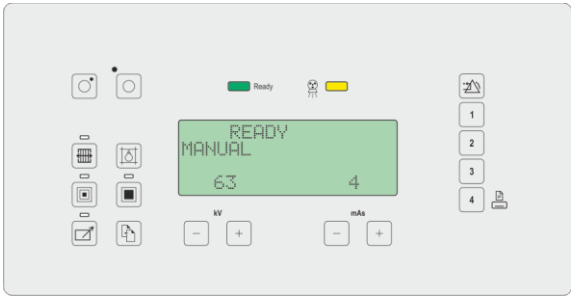 Ready
READY
MANUAL
63 4
kV mAs
- + - +
1
2
3
4